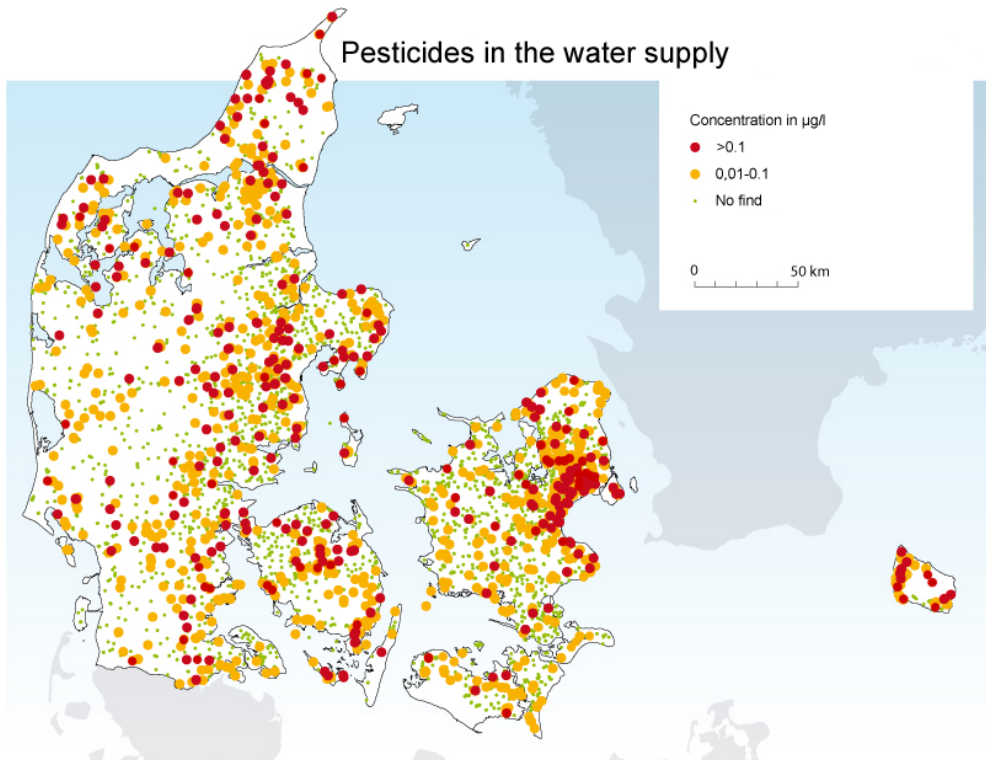 Pesticides in the water supply
Concentration in µg/l
>0.1
0,01-0.1
No find
0 50 km